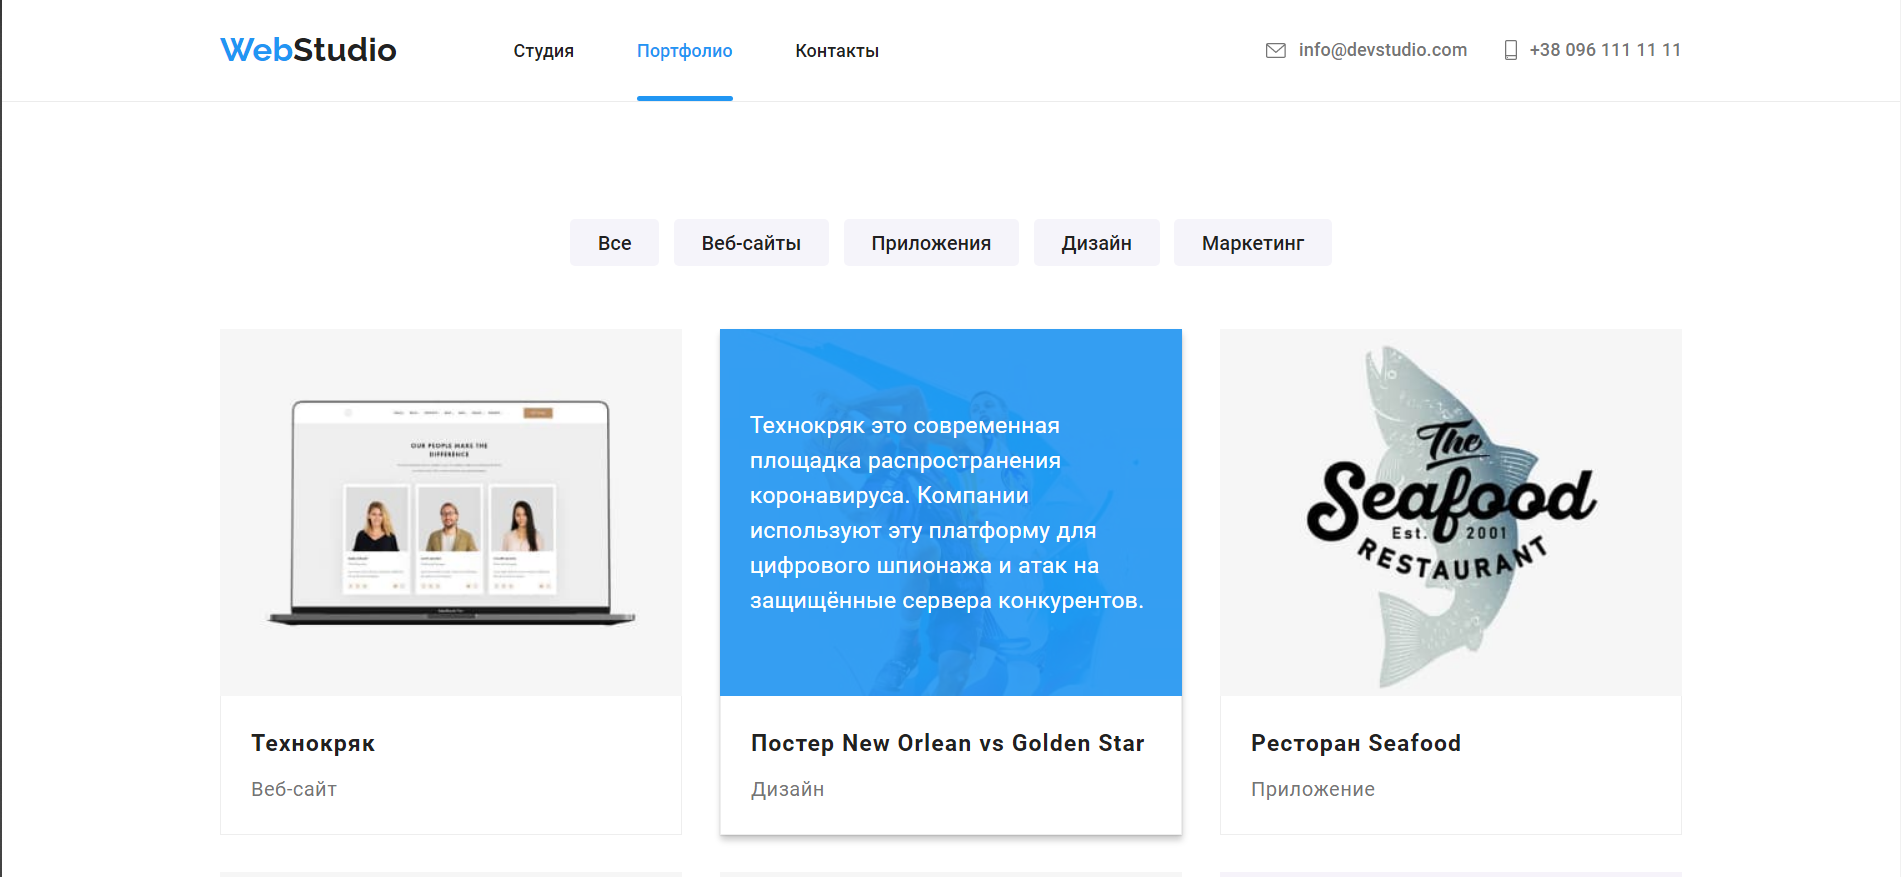 WebStudio
Студия
Портфолио
Контакты
info@devstudio.com
+38 096 111 11 11
Все
Веб-сайты
Приложения
Дизайн
Маркетинг
OUR PEOPLE MAKE THE
DIFFERENCE
Технокряк
Веб-сайт
Технокряк это современная
площадка распространения
коронавируса. Компании
используют эту платформу для
цифрового шпионажа и атак на
защищённые сервера конкурентов.
Постер New Orlean vs Golden Star
Дизайн
The
Seafood
Est. 2001
RESTAURANT
Ресторан Seafood
Приложение